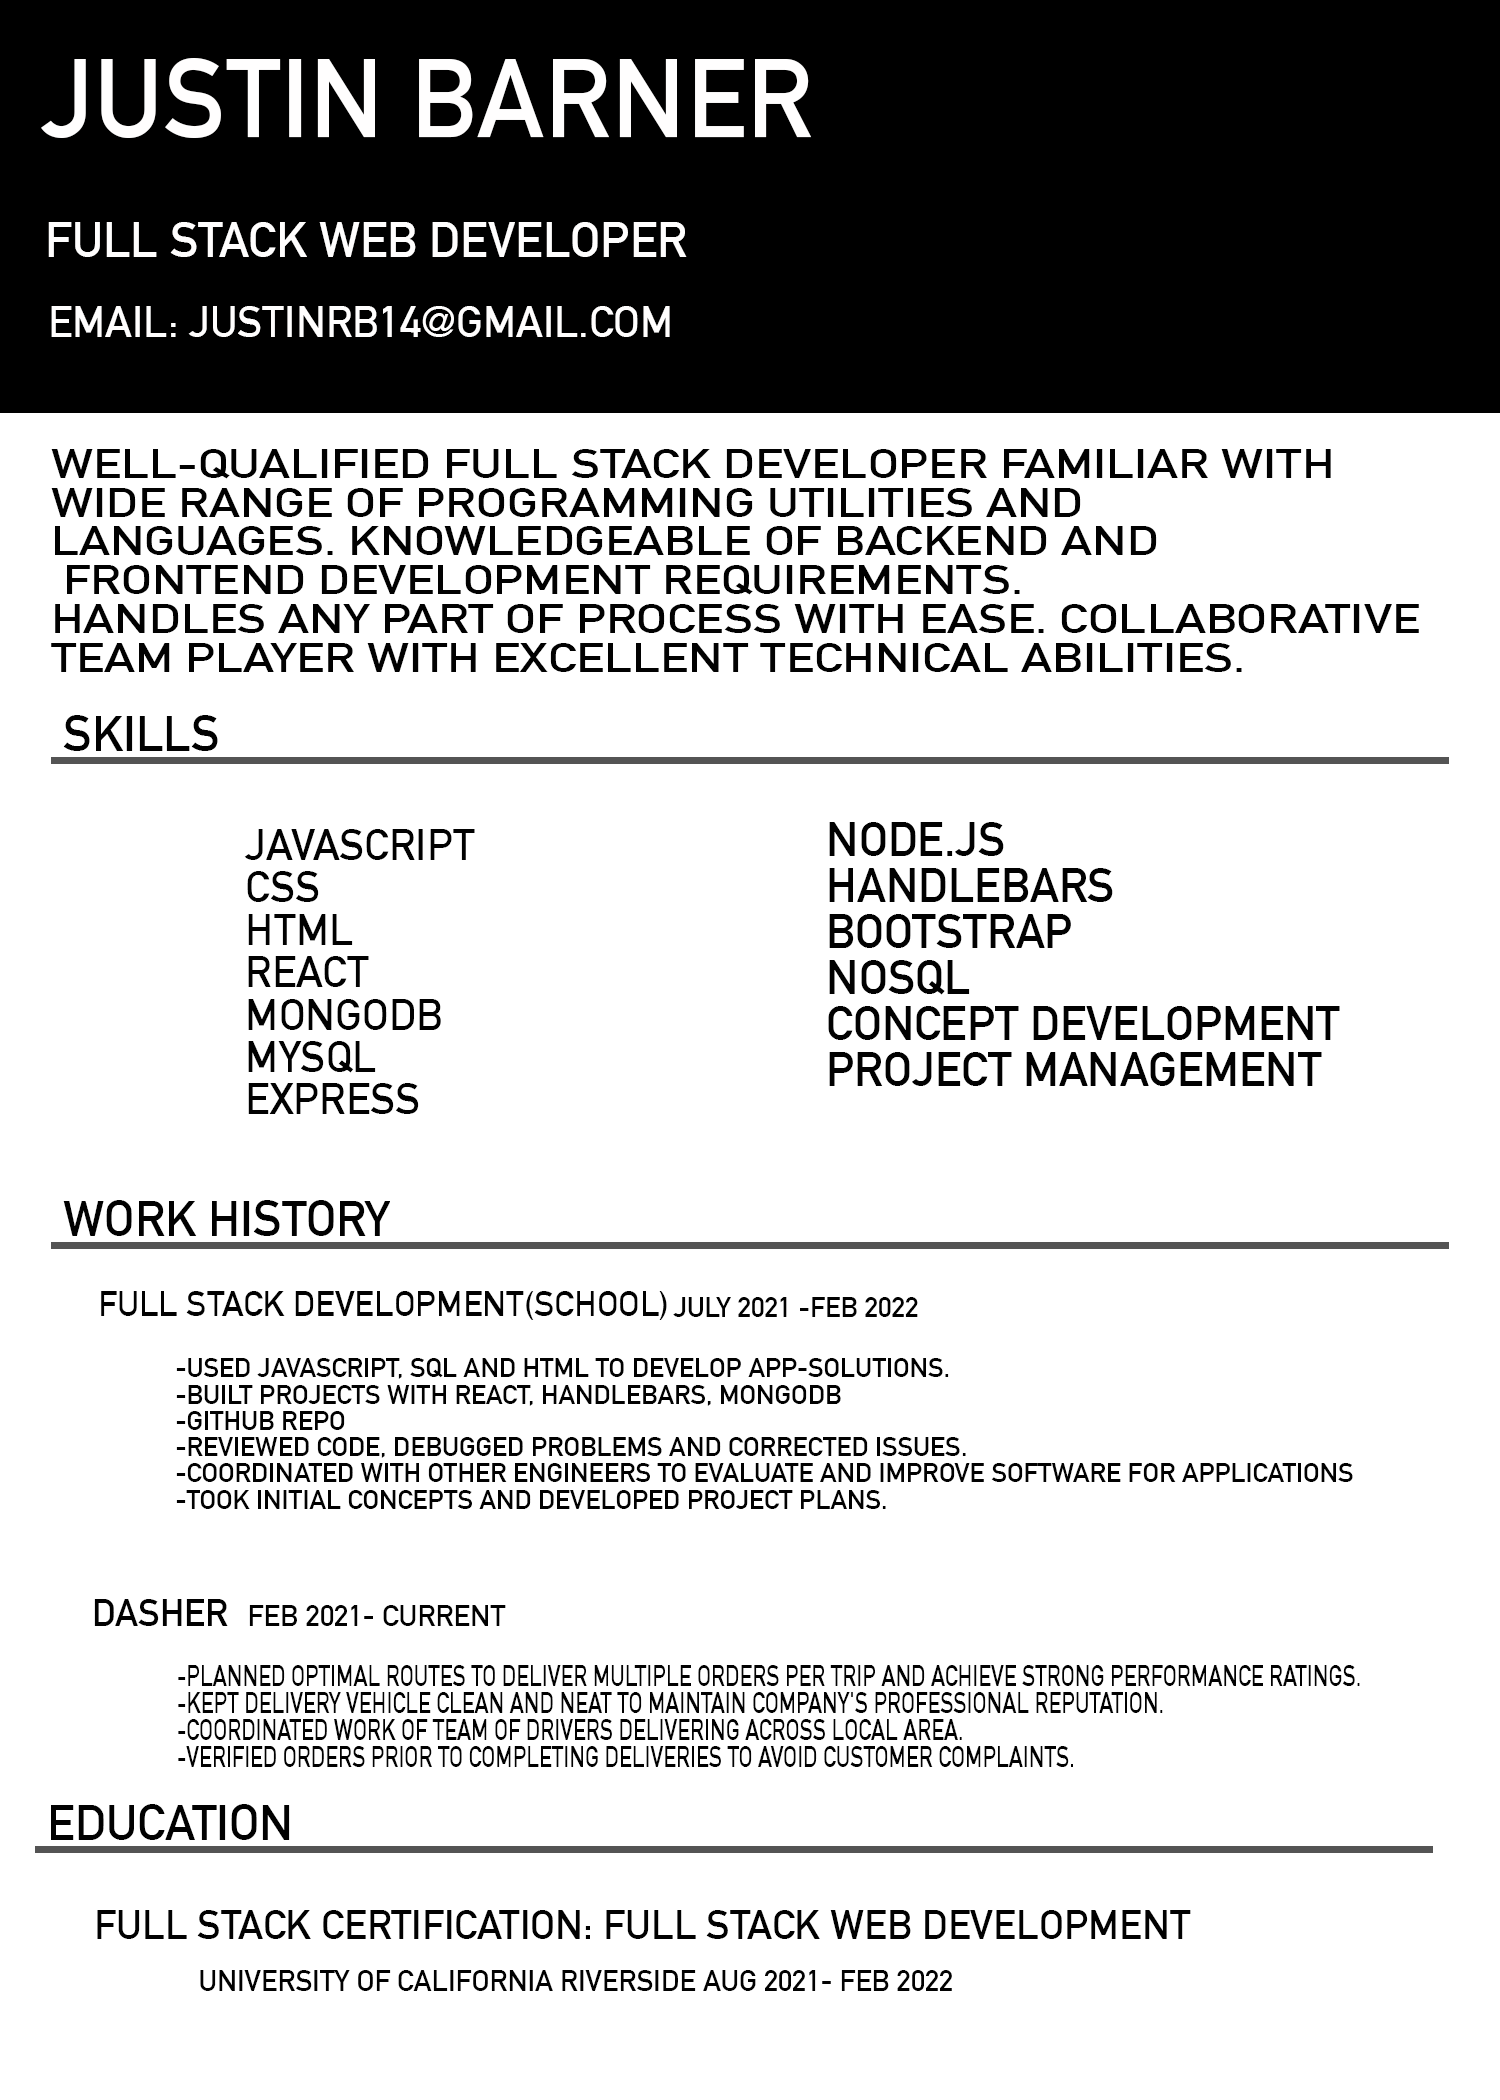 JUSTIN BARNER
FULL STACK WEB DEVELOPER
EMAIL: JUSTINRB14@GMAIL.COM
WELL-QUALIFIED FULL STACK DEVELOPER FAMILIAR WITH
WIDE RANGE OF PROGRAMMING UTILITIES AND
LANGUAGES. KNOWLEDGEABLE OF BACKEND AND
FRONTEND DEVELOPMENT REQUIREMENTS.
HANDLES ANY PART OF PROCESS WITH EASE. COLLABORATIVE
TEAM PLAYER WITH EXCELLENT TECHNICAL ABILITIES.
SKILLS
JAVASCRIPT
CSS
HTML
REACT
MONGODB
MYSQL
EXPRESS
NODE.JS
HANDLEBARS
BOOTSTRAP
NOSQL
CONCEPT DEVELOPMENT
PROJECT MANAGEMENT
WORK HISTORY
FULL STACK DEVELOPMENT(SCHOOL) JULY 2021 -FEB 2022
-USED JAVASCRIPT, SQL AND HTML TO DEVELOP APP-SOLUTIONS.
-BUILT PROJECTS WITH REACT, HANDLEBARS, MONGODB
-GITHUB REPO
-REVIEWED CODE, DEBUGGED PROBLEMS AND CORRECTED ISSUES.
-COORDINATED WITH OTHER ENGINEERS TO EVALUATE AND IMPROVE SOFTWARE FOR APPLICATIONS
-TOOK INITIAL CONCEPTS AND DEVELOPED PROJECT PLANS.
DASHER FEB 2021- CURRENT
-PLANNED OPTIMAL ROUTES TO DELIVER MULTIPLE ORDERS PER TRIP AND ACHIEVE STRONG PERFORMANCE RATINGS.
-KEPT DELIVERY VEHICLE CLEAN AND NEAT TO MAINTAIN COMPANY'S PROFESSIONAL REPUTATION.
-COORDINATED WORK OF TEAM OF DRIVERS DELIVERING ACROSS LOCAL AREA.
-VERIFIED ORDERS PRIOR TO COMPLETING DELIVERIES TO AVOID CUSTOMER COMPLAINTS.
EDUCATION
FULL STACK CERTIFICATION: FULL STACK WEB DEVELOPMENT
UNIVERSITY OF CALIFORNIA RIVERSIDE AUG 2021- FEB 2022